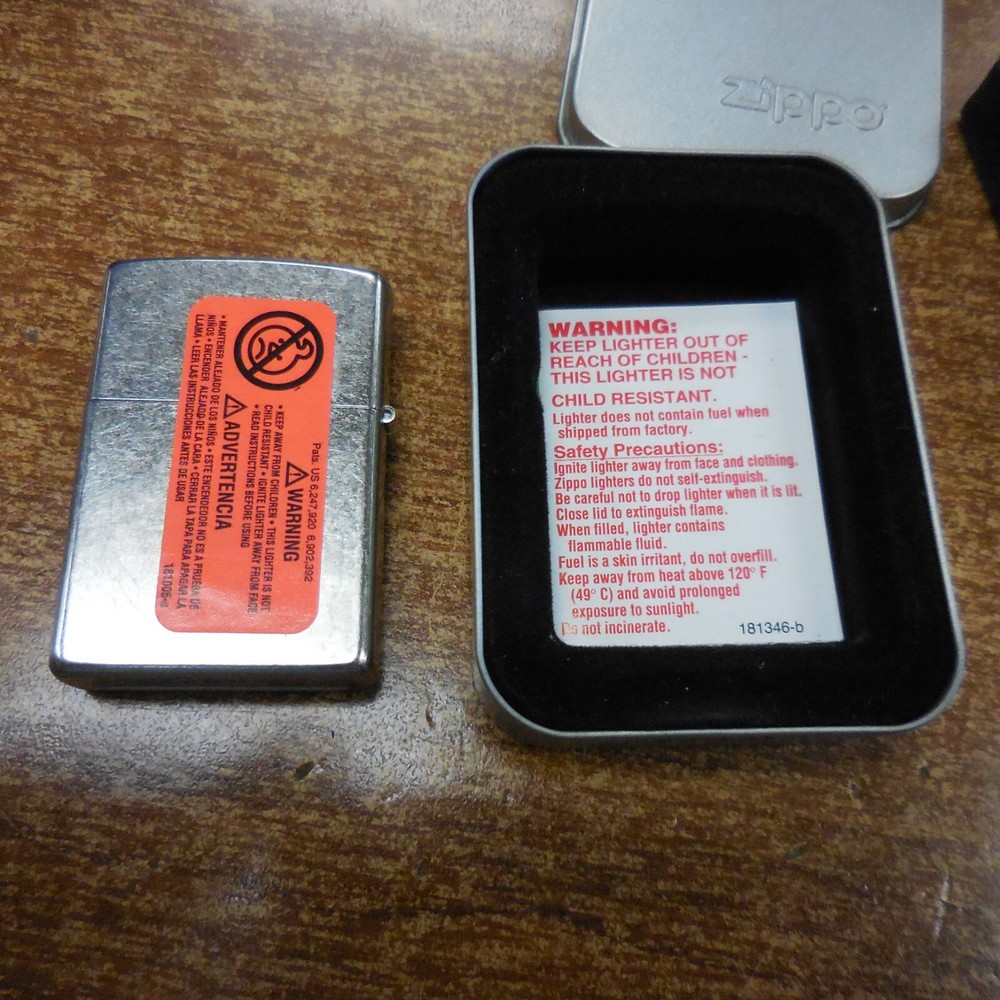 Zippo
WARNING:
KEEP LIGHTER OUT OF
REACH OF CHILDREN -
THIS LIGHTER IS NOT
CHILD RESISTANT.
Lighter does not contain fuel when
shipped from factory.
Safety Precautions:
Ignite lighter away from face and clothing.
Zippo lighters do not self-extinguish.
Be careful not to drop lighter when it is lit.
Close lid to extinguish flame.
When filled, lighter contains
flammable fluid.
Fuel is a skin irritant, do not overfill.
Keep away from heat above 120° F
(49° C) and avoid prolonged
exposure to sunlight.
Do not incinerate.
181346-b
Pats. US 6,247,920 6,902,392
⚠WARNING
• KEEP AWAY FROM CHILDREN • THIS LIGHTER IS NOT
CHILD RESISTANT • IGNITE LIGHTER AWAY FROM FACE
• READ INSTRUCTIONS BEFORE USING
⚠ADVERTENCIA
• MANTENER ALEJADO DE LOS NIÑOS • ESTE ENCENDEDOR NO ES A PRUEBA DE
NIÑOS • ENCENDER ALEJADO DE LA CARA • CERRAR LA TAPA PARA APAGAR LA
LLAMA • LEER LAS INSTRUCCIONES ANTES DE USAR